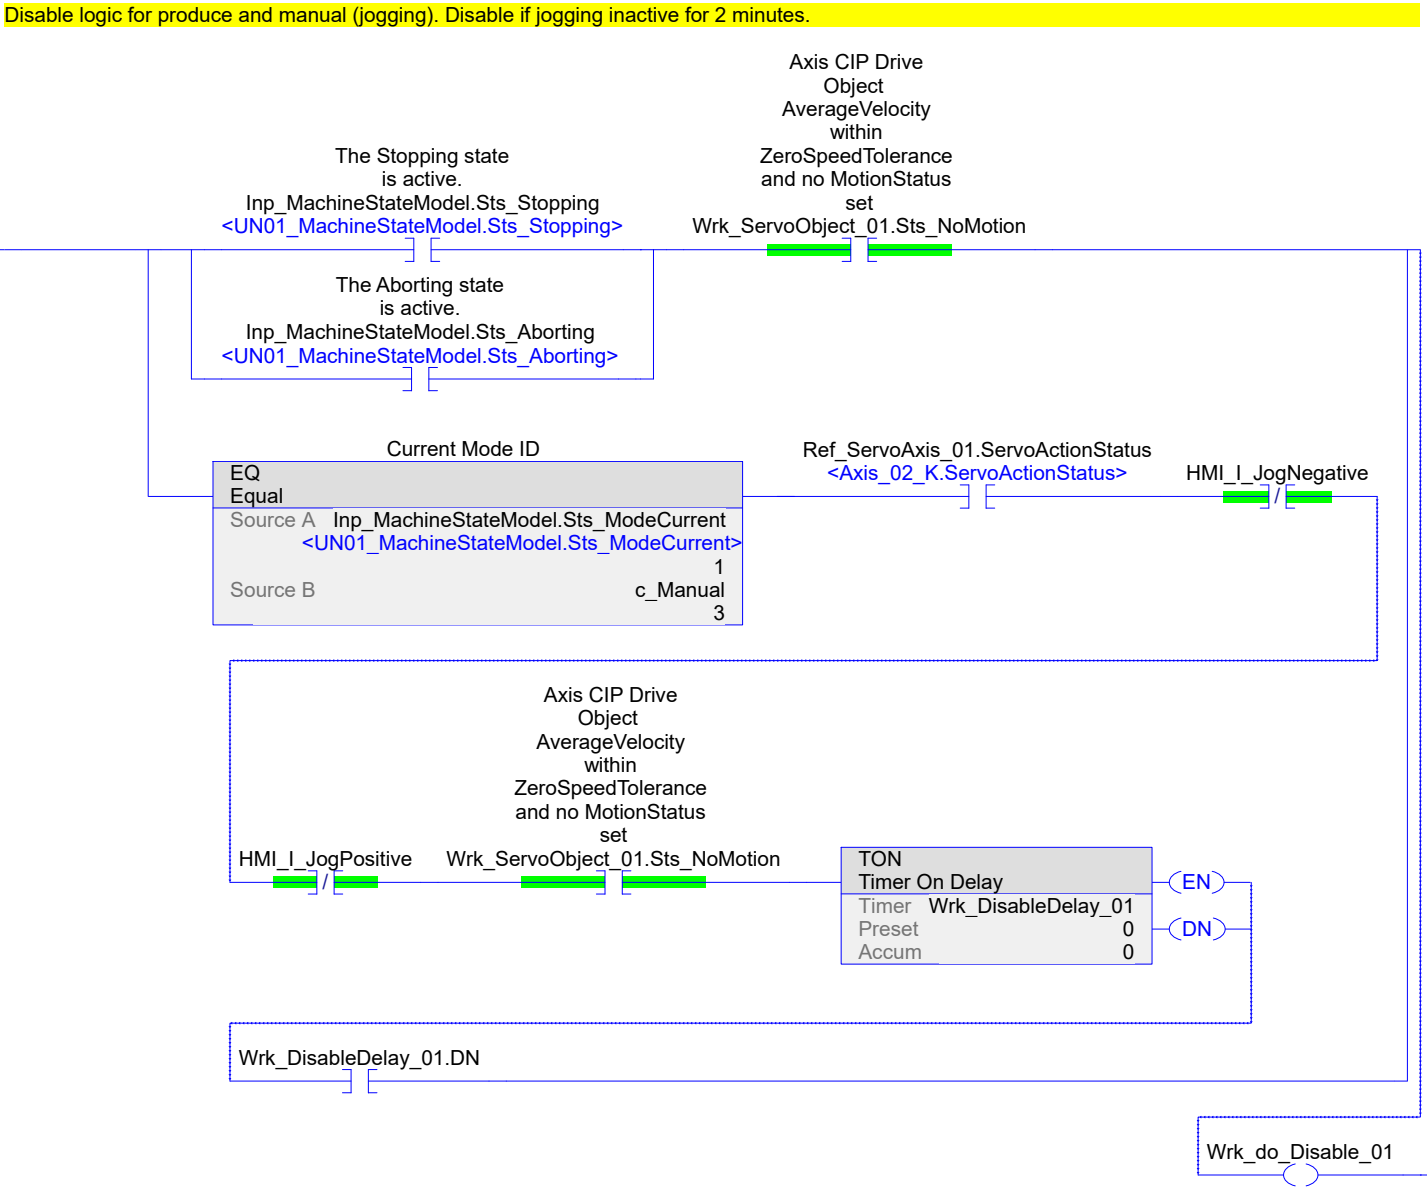 Disable logic for produce and manual (jogging). Disable if jogging inactive for 2 minutes.
The Stopping state
is active.
Inp_MachineStateModel.Sts_Stopping
<UN01_MachineStateModel.Sts_Stopping>
Axis CIP Drive
Object
AverageVelocity
within
ZeroSpeedTolerance
and no MotionStatus
set
Wrk_ServoObject_01.Sts_NoMotion
The Aborting state
is active.
Inp_MachineStateModel.Sts_Aborting
<UN01_MachineStateModel.Sts_Aborting>
Current Mode ID
EQ
Equal
Source A Inp_MachineStateModel.Sts_ModeCurrent
<UN01_MachineStateModel.Sts_ModeCurrent>
1
Source B c_Manual
3
Ref_ServoAxis_01.ServoActionStatus
<Axis_02_K.ServoActionStatus>
HMI_I_JogNegative
/
HMI_I_JogPositive
/
Axis CIP Drive
Object
AverageVelocity
within
ZeroSpeedTolerance
and no MotionStatus
set
Wrk_ServoObject_01.Sts_NoMotion
TON
Timer On Delay
Timer Wrk_DisableDelay_01
Preset 0
Accum 0
EN
DN
Wrk_DisableDelay_01.DN
Wrk_do_Disable_01